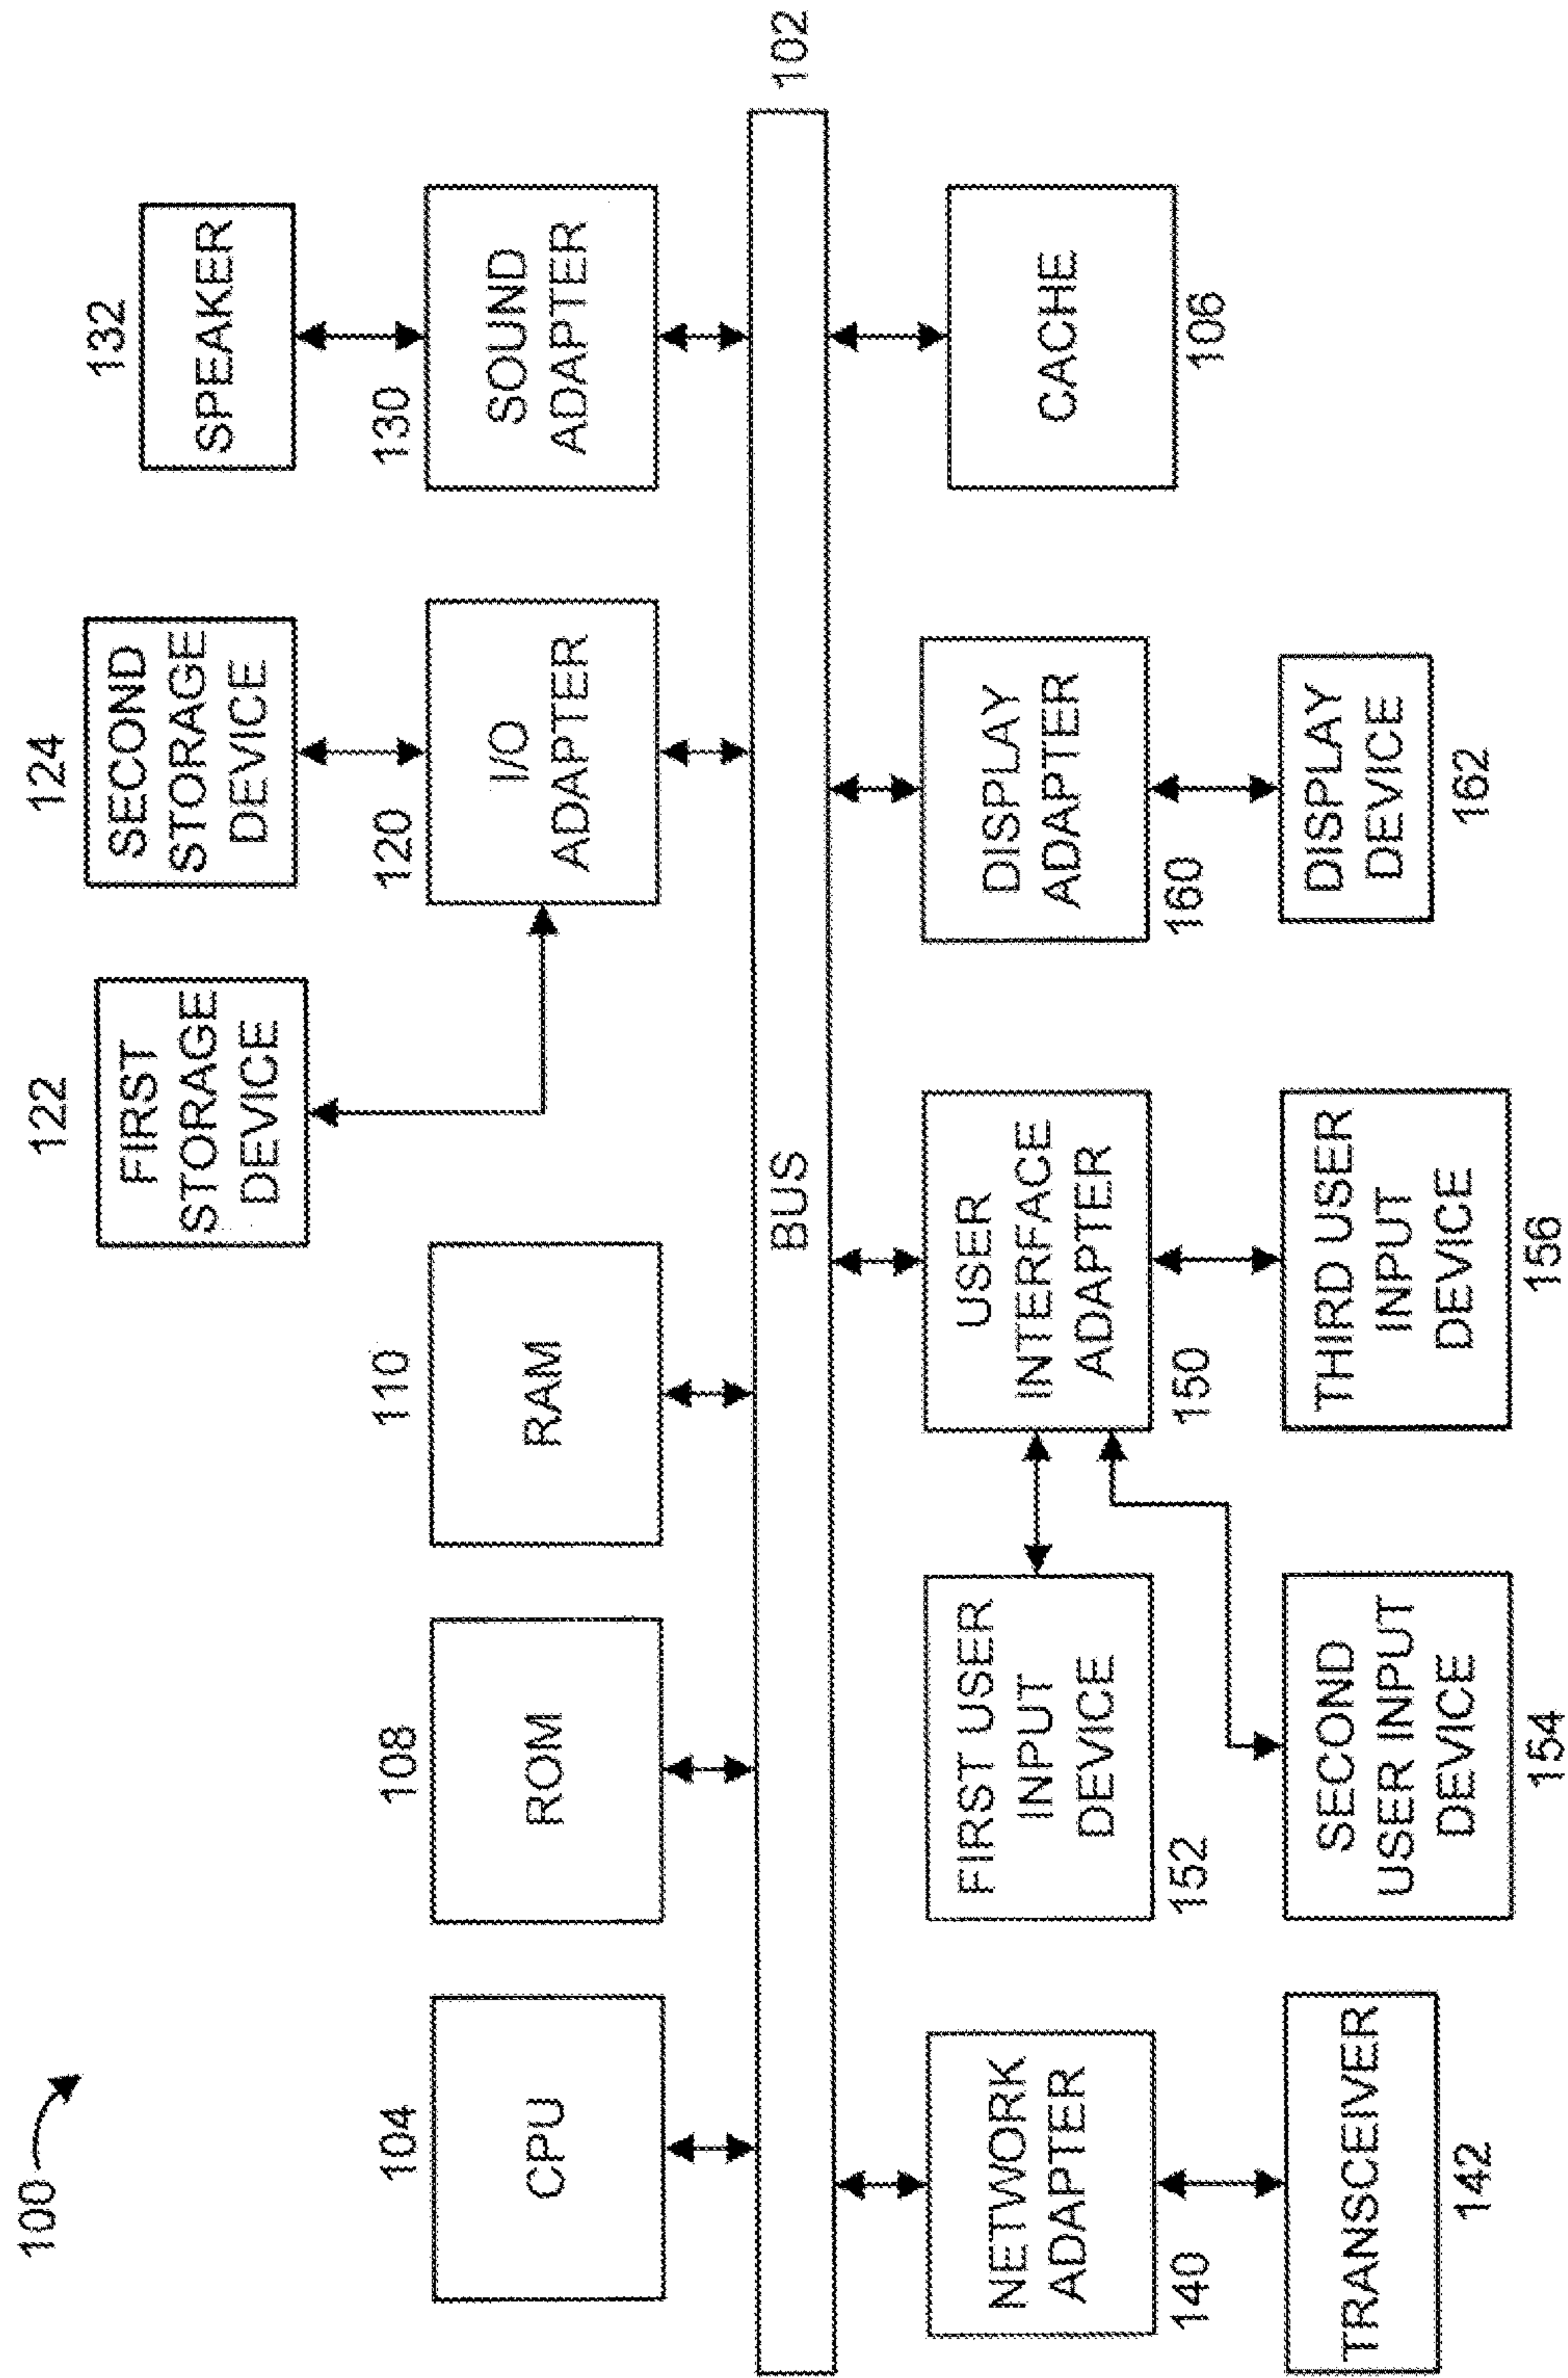 100
122
FIRST
STORAGE
DEVICE
124
SECOND
STORAGE
DEVICE
132
SPEAKER
104
CPU
108
ROM
110
RAM
120
I/O
ADAPTER
130
SOUND
ADAPTER
BUS
102
NETWORK
ADAPTER
140
FIRST USER
INPUT
DEVICE
152
USER
INTERFACE
ADAPTER
150
DISPLAY
ADAPTER
160
CACHE
106
TRANSCEIVER
142
SECOND
USER INPUT
DEVICE
154
THIRD USER
INPUT
DEVICE
156
DISPLAY
DEVICE
162